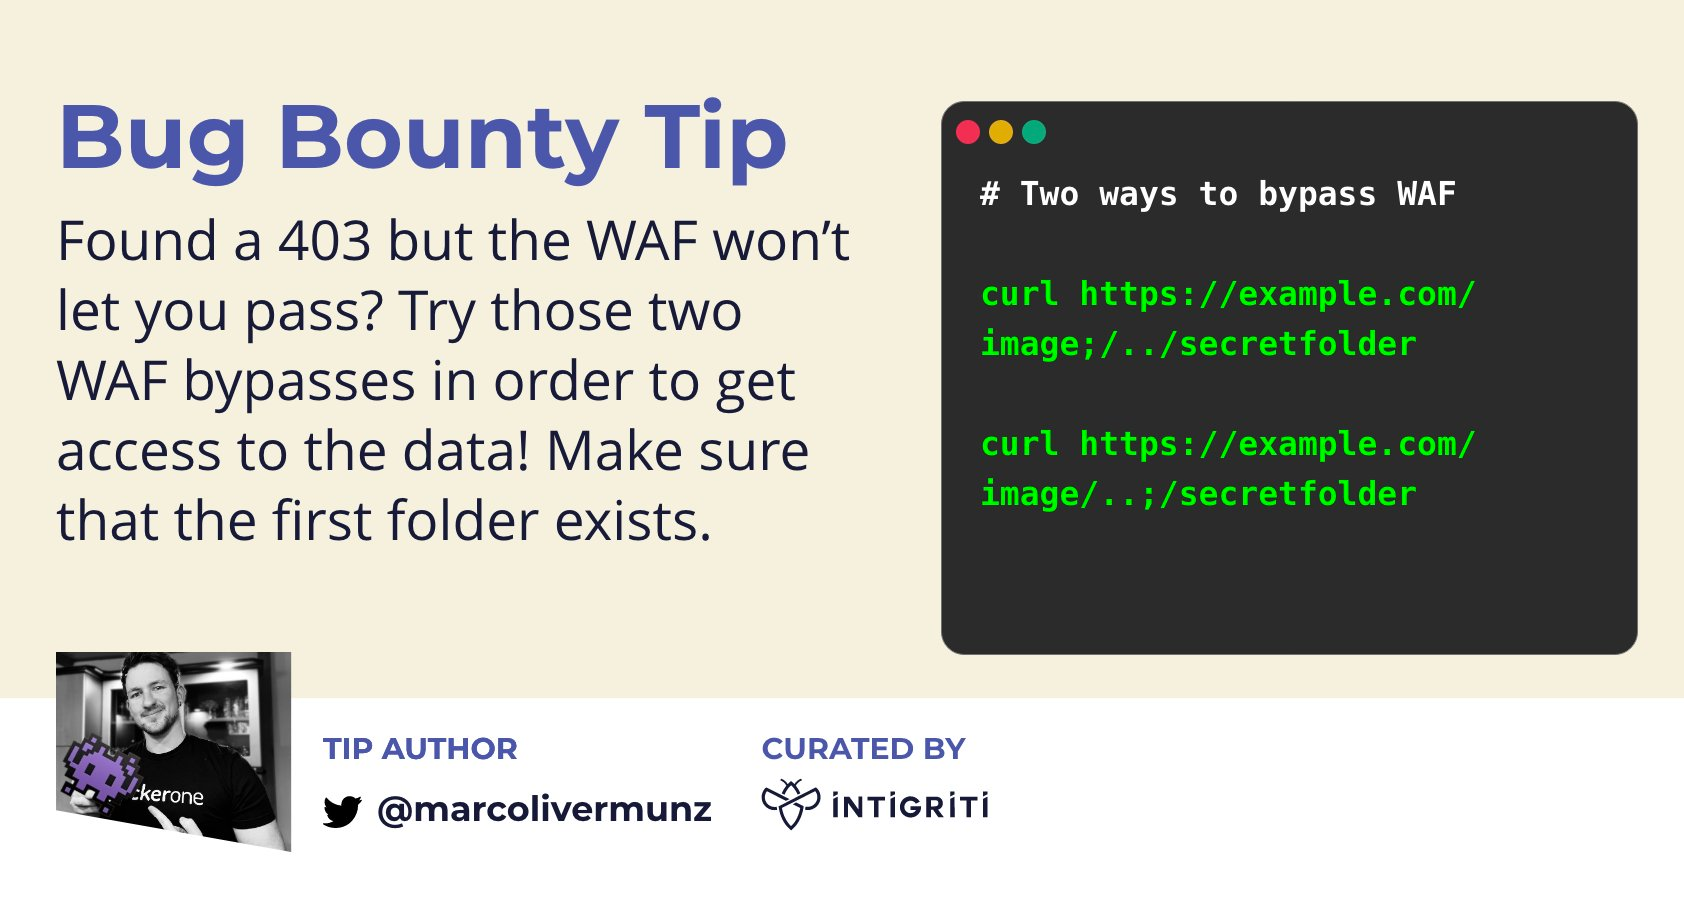 Bug Bounty Tip
Found a 403 but the WAF won’t
let you pass? Try those two
WAF bypasses in order to get
access to the data! Make sure
that the first folder exists.
# Two ways to bypass WAF
curl https://example.com/
image;/../secretfolder
curl https://example.com/
image/..;/secretfolder
ckerone
TIP AUTHOR
@marcolivermunz
CURATED BY
INTIGRITI